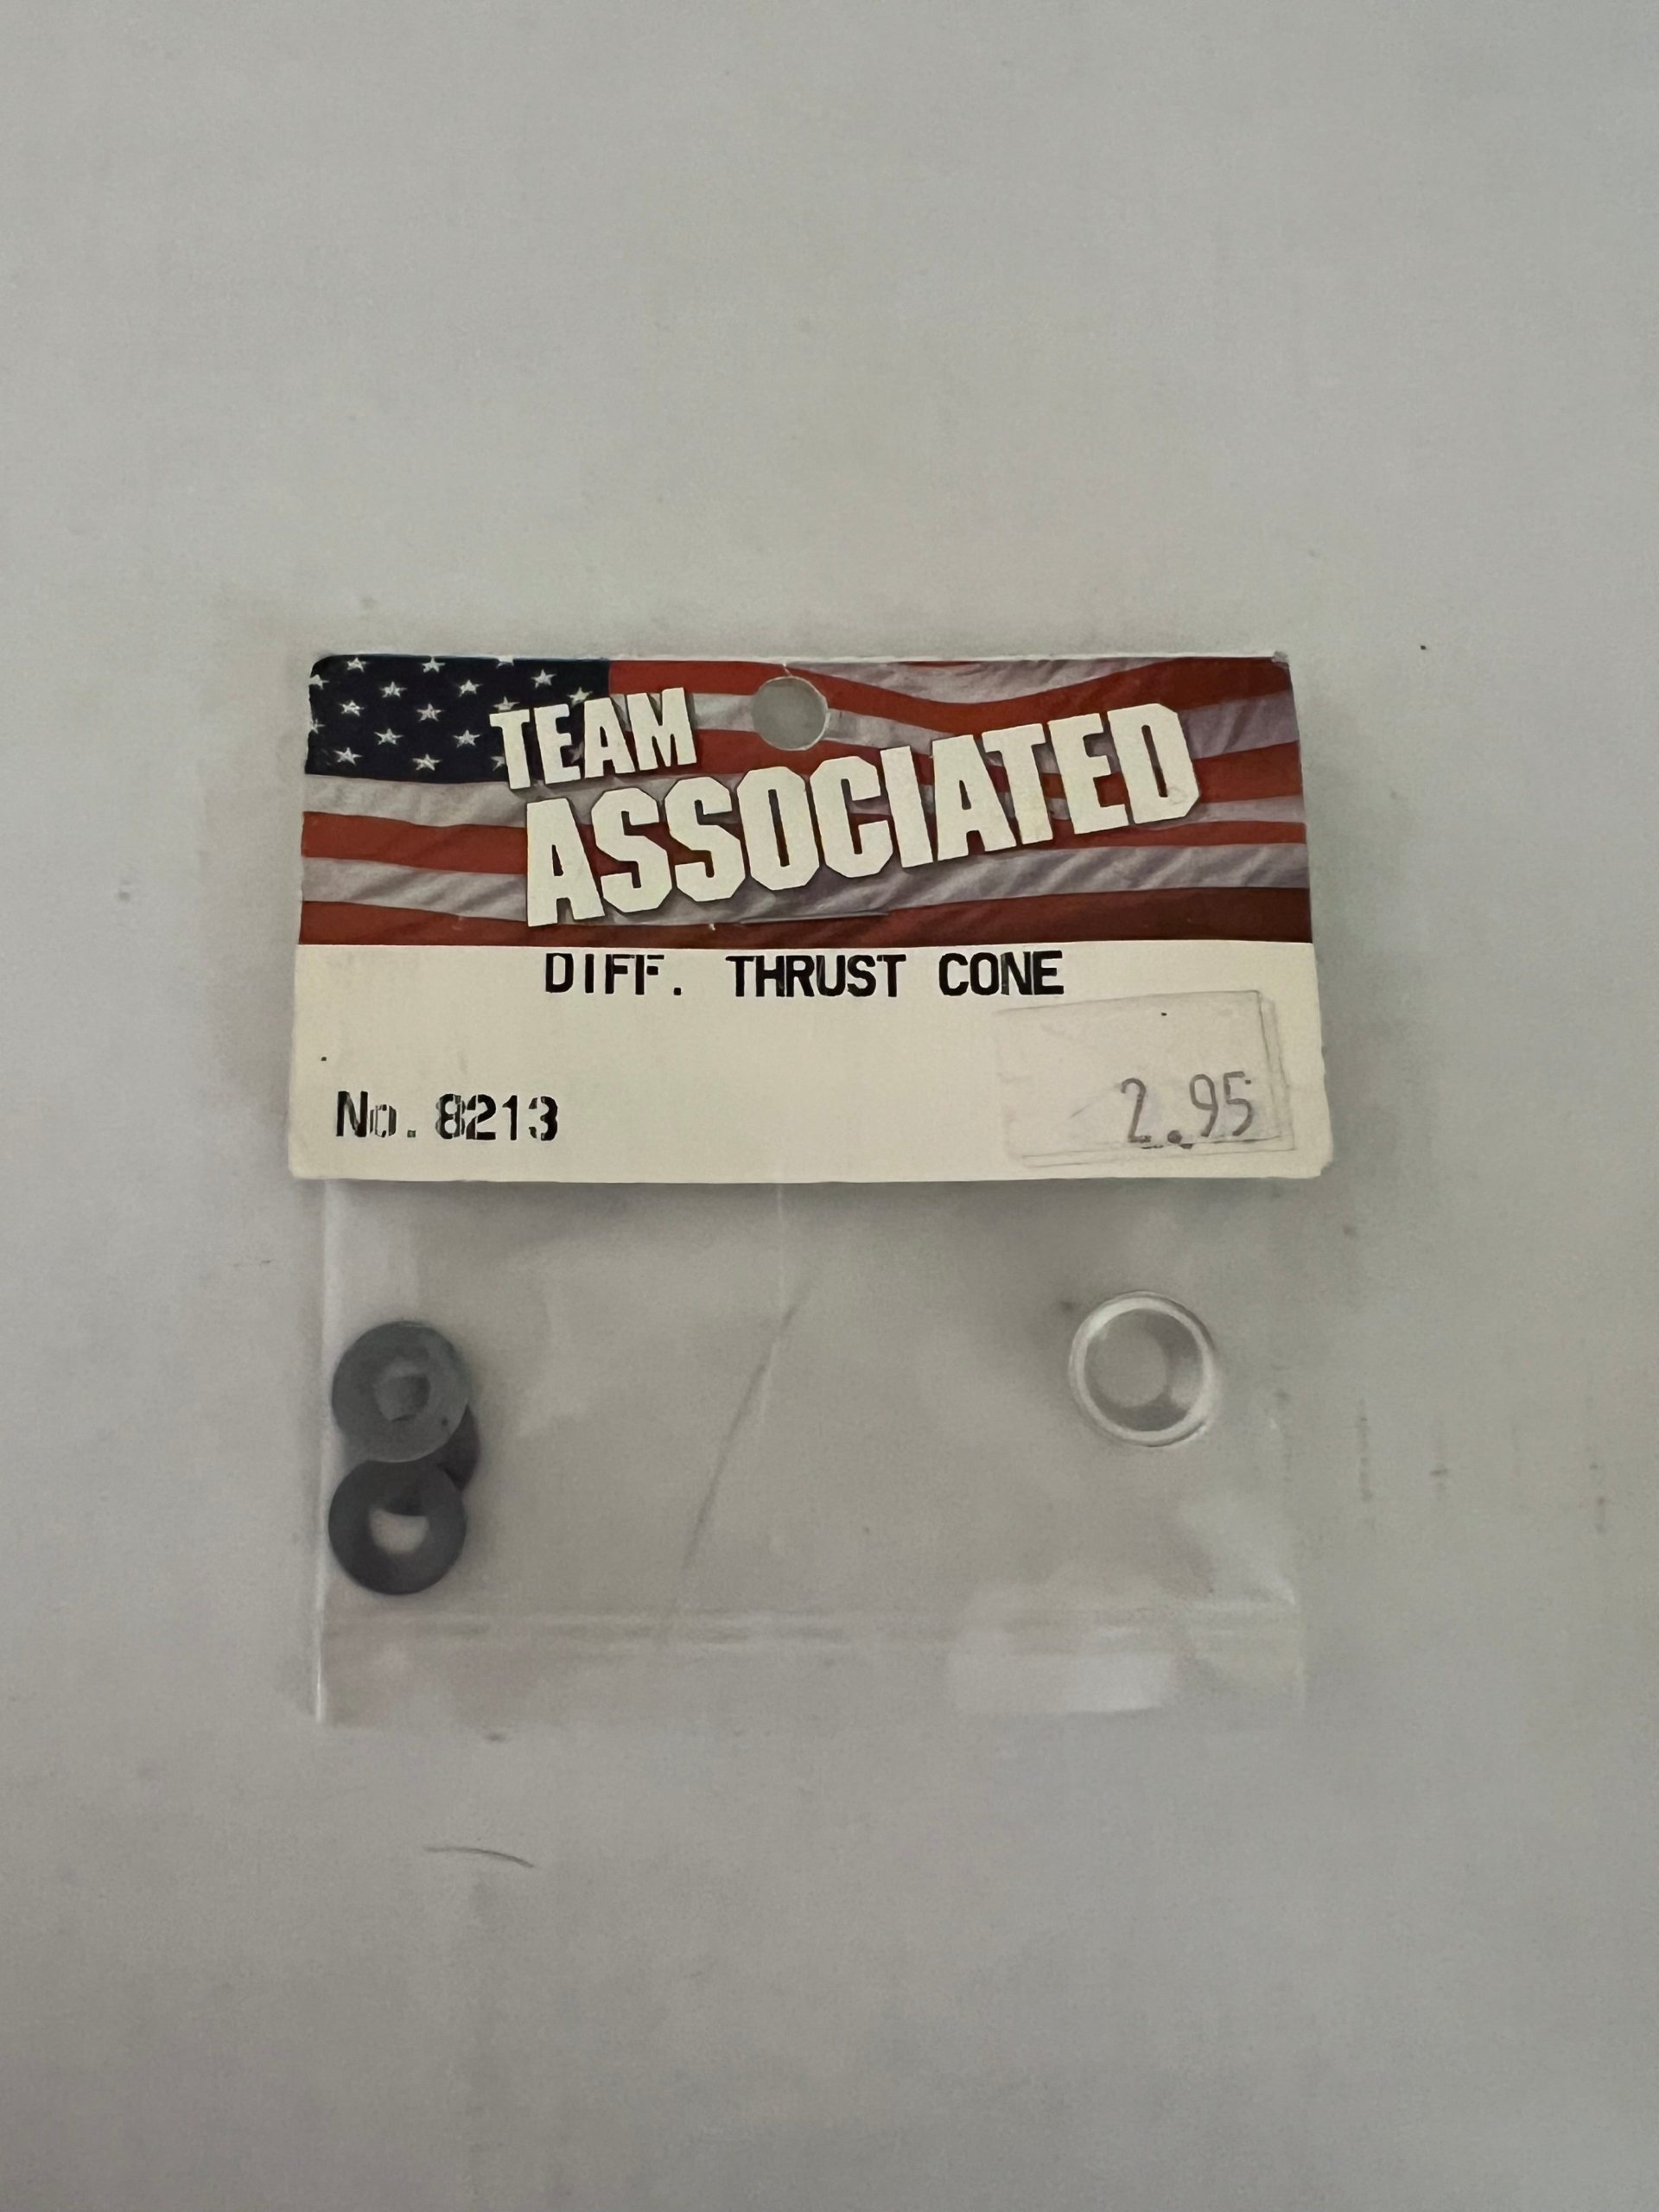 TEAM
ASSOCIATED
DIFF. THRUST CONE
No. 8213
2.95